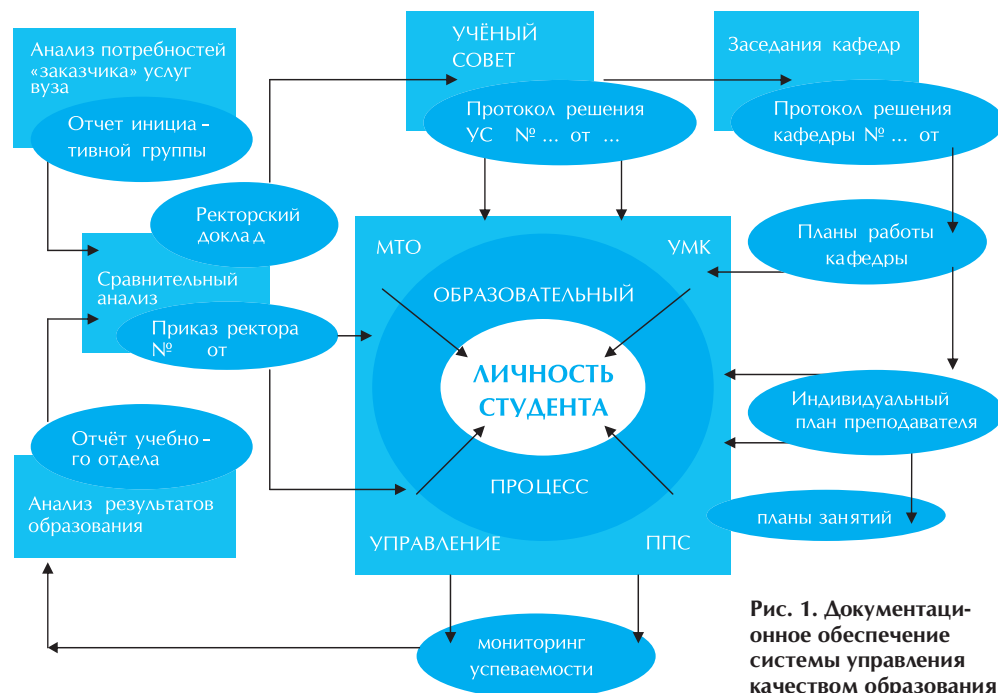 Анализ потребностей
«заказчика» услуг
вуза
Отчет инициа -
тивной группы
УЧЁНЫЙ
СОВЕТ
Протокол решения
УС № ... от ...
Заседания кафедр
Протокол решения
кафедры № ... от
Ректорский
докла д
Сравнительный
анализ
Приказ ректора
№ от
МТО
УМК
ОБРАЗОВАТЕЛЬНЫЙ
ЛИЧНОСТЬ
СТУДЕНТА
ПРОЦЕСС
УПРАВЛЕНИЕ
ППС
Планы работы
кафедры
Индивидуальный
план преподавателя
планы занятий
Отчёт учебно -
го отдела
Анализ результатов
образования
мониторинг
успеваемости
Рис. 1. Документаци-
онное обеспечение
системы управления
качеством образования